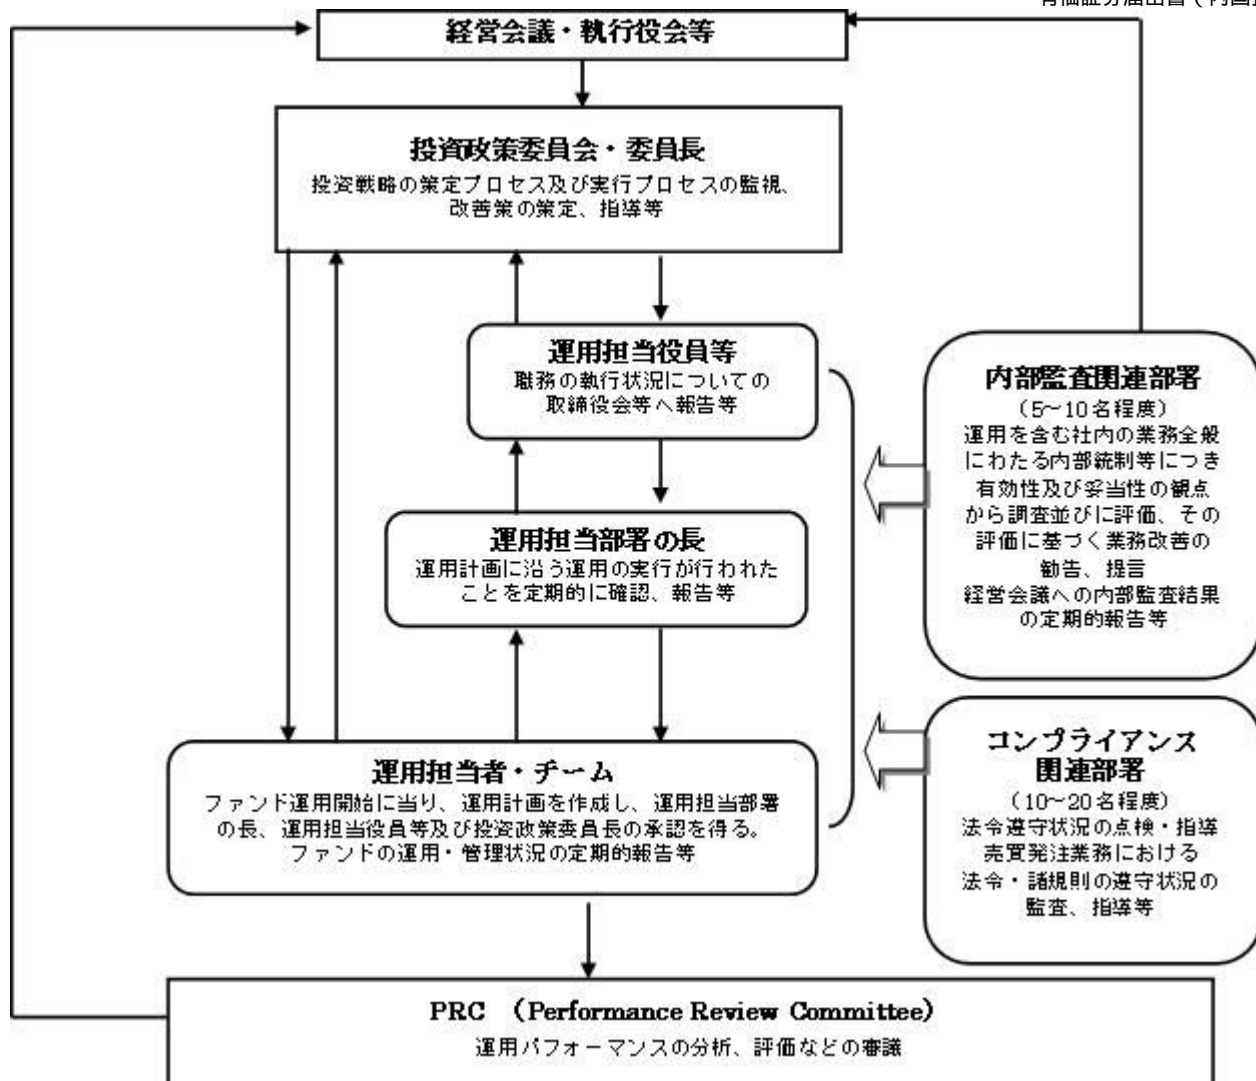 経営会議・執行役会等
投資政策委員会・委員長
投資戦略の策定プロセス及び実行プロセスの監視、
改善策の策定、指導等
運用担当役員等
職務の執行状況についての
取締役会等へ報告等
運用担当部署の長
運用計画に沿う運用の実行が行われた
ことを定期的に確認、報告等
運用担当者・チーム
ファンド運用開始に当り、運用計画を作成し、運用担当部署
の長、運用担当役員等及び投資政策委員長の承認を得る。
ファンドの運用・管理状況の定期的報告等
内部監査関連部署
（5～10名程度）
運用を含む社内の業務全般
にわたる内部統制等につき
有効性及び妥当性の観点
から調査並びに評価、その
評価に基づく業務改善の
勧告、提言
経営会議への内部監査結果
の定期的報告等
コンプライアンス
関連部署
（10～20名程度）
法令遵守状況の点検・指導
売買発注業務における
法令・諸規則の遵守状況の
監査、指導等
PRC （Performance Review Committee）
運用パフォーマンスの分析、評価などの審議